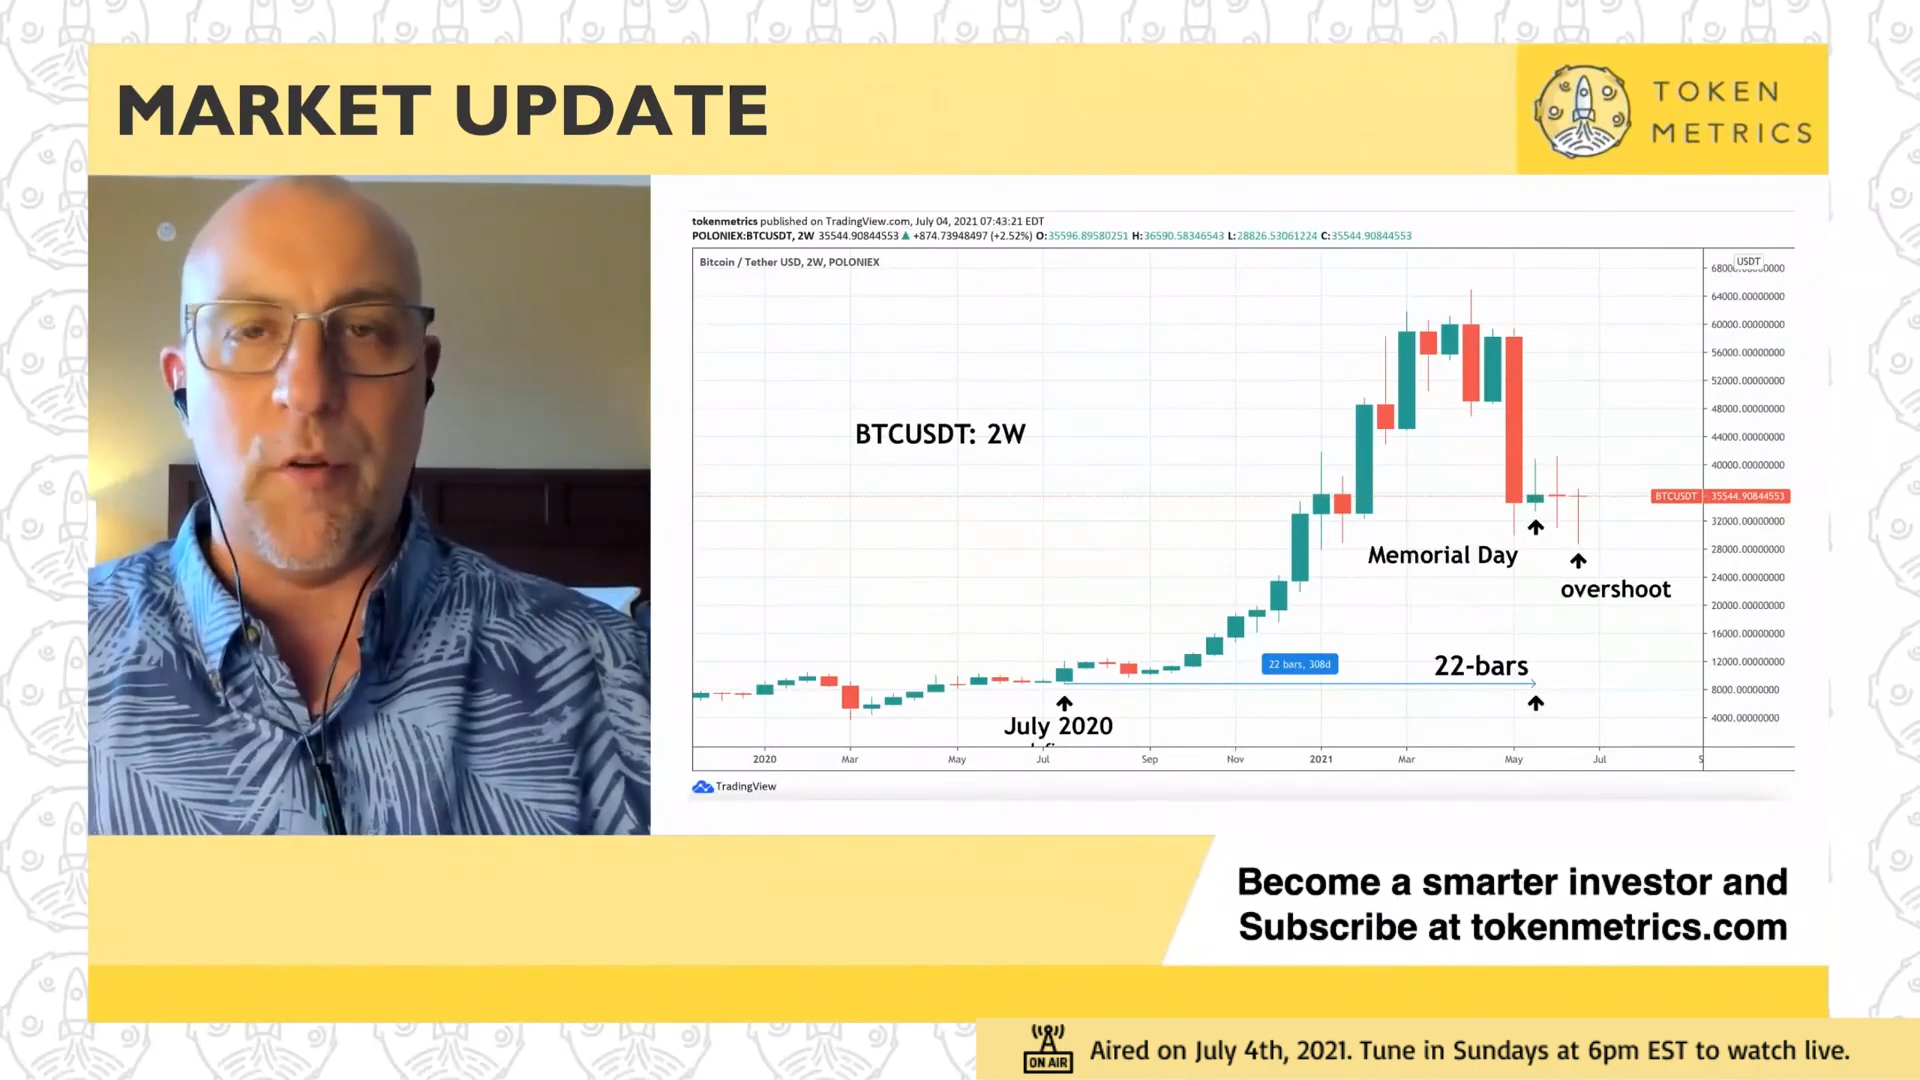 MARKET UPDATE
TOKEN
METRICS
tokenmetrics published on TradingView.com, July 04, 2021 07:43:21 EDT
POLONIEX:BTCUSDT, 2W 35544.90844553 ▲ +874.73948497 (+2.52%) O:35596.89580251 H:36590.58346543 L:28826.53061224 C:35544.90844553
Bitcoin / Tether USD, 2W, POLONIEX
USDT
64000.00000000
60000.00000000
56000.00000000
52000.00000000
48000.00000000
BTCUSDT: 2W
44000.00000000
40000.00000000
BTCUSDT 35544.90844553
32000.00000000
Memorial Day
28000.00000000
overshoot
24000.00000000
20000.00000000
16000.00000000
22 bars, 308d
22-bars
12000.00000000
8000.00000000
July 2020
4000.00000000
2020 Mar May Jul Sep Nov 2021 Mar May Jul S
TradingView
Become a smarter investor and
Subscribe at tokenmetrics.com
ON AIR
Aired on July 4th, 2021. Tune in Sundays at 6pm EST to watch live.